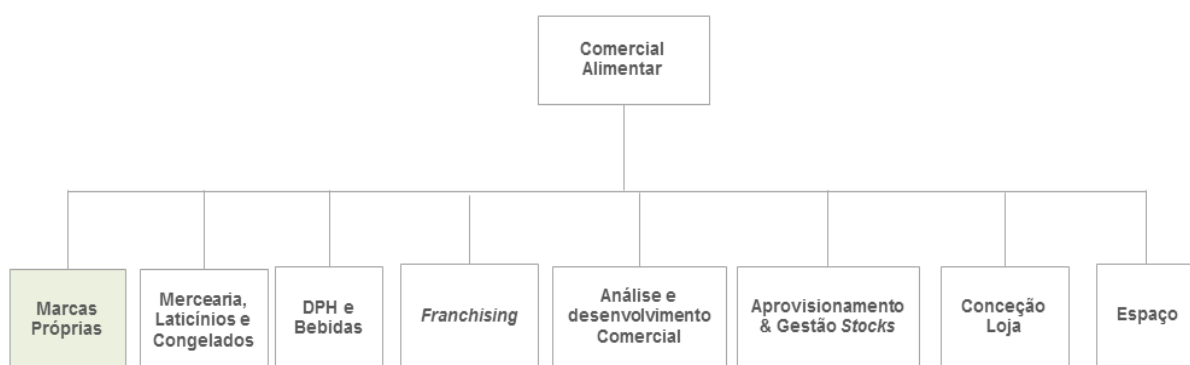 Comercial
Alimentar
Marcas
Próprias
Mercearia,
Laticínios e
Congelados
DPH e
Bebidas
Franchising
Análise e
desenvolvimento
Comercial
Aprovisionamento
& Gestão Stocks
Conceção
Loja
Espaço